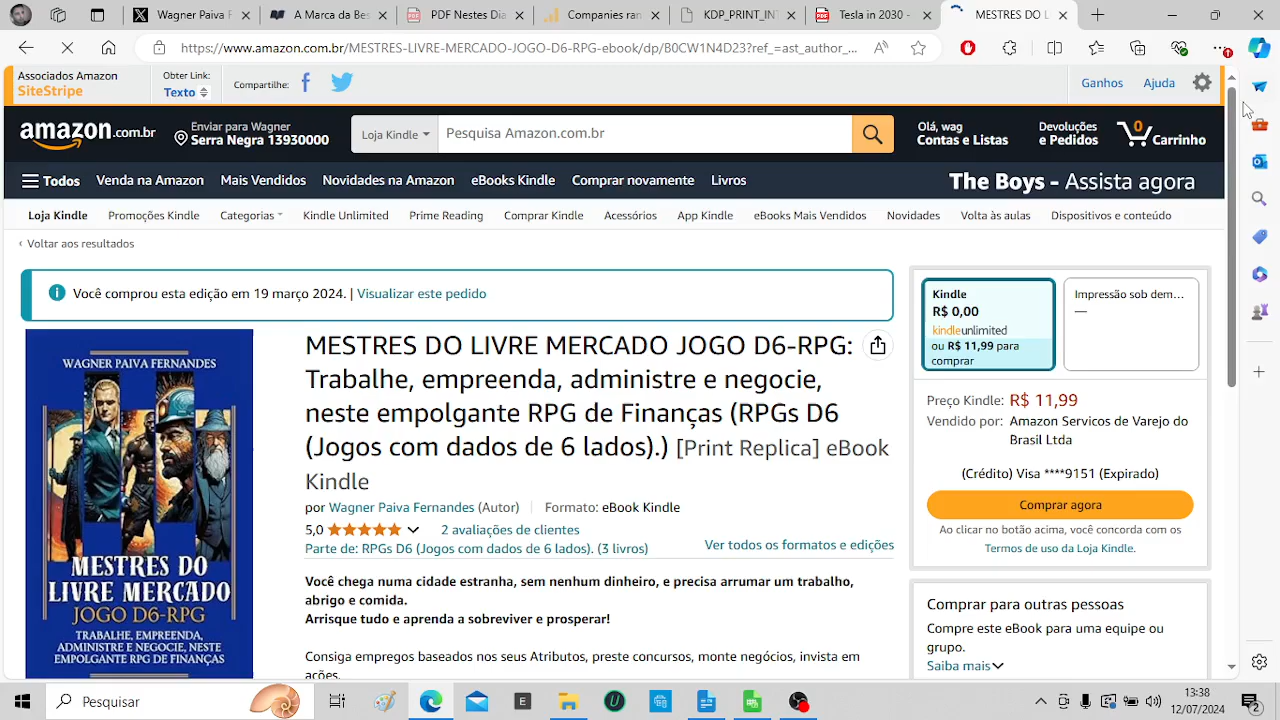 Wagner Paiva F
A Marca da Bes
PDF Nestes Dia
Companies ran
KDP_PRINT_INT
Tesla in 2030 -
MESTRES DO L
https://www.amazon.com.br/MESTRES-LIVRE-MERCADO-JOGO-D6-RPG-ebook/dp/B0CW1N4D23?ref_=ast_author_...
Associados Amazon
SiteStripe
Obter Link:
Texto
Compartilhe:
Ganhos
Ajuda
amazon.com.br
Enviar para Wagner
Serra Negra 13930000
Loja Kindle
Pesquisa Amazon.com.br
Olá, wag
Contas e Listas
Devoluções
e Pedidos
0
Carrinho
Todos
Venda na Amazon
Mais Vendidos
Novidades na Amazon
eBooks Kindle
Comprar novamente
Livros
The Boys - Assista agora
Loja Kindle
Promoções Kindle
Categorias
Kindle Unlimited
Prime Reading
Comprar Kindle
Acessórios
App Kindle
eBooks Mais Vendidos
Novidades
Volta às aulas
Dispositivos e conteúdo
‹ Voltar aos resultados
Você comprou esta edição em 19 março 2024. | Visualizar este pedido
WAGNER PAIVA FERNANDES
MESTRES DO
LIVRE MERCADO
JOGO D6-RPG
TRABALHE, EMPREENDA,
ADMINISTRE E NEGOCIE, NESTE
EMPOLGANTE RPG DE FINANÇAS
MESTRES DO LIVRE MERCADO JOGO D6-RPG:
Trabalhe, empreenda, administre e negocie,
neste empolgante RPG de Finanças (RPGs D6
(Jogos com dados de 6 lados).) [Print Replica] eBook
Kindle
por Wagner Paiva Fernandes (Autor)
Formato: eBook Kindle
5,0
2 avaliações de clientes
Parte de: RPGs D6 (Jogos com dados de 6 lados). (3 livros)
Ver todos os formatos e edições
Você chega numa cidade estranha, sem nenhum dinheiro, e precisa arrumar um trabalho,
abrigo e comida.
Arrisque tudo e aprenda a sobreviver e prosperar!
Consiga empregos baseados nos seus Atributos, preste concursos, monte negócios, invista em
ações.
Kindle
R$ 0,00
kindleunlimited
ou R$ 11,99 para
comprar
Impressão sob dem...
—
Preço Kindle: R$ 11,99
Vendido por: Amazon Servicos de Varejo do
Brasil Ltda
(Crédito) Visa ****9151 (Expirado)
Comprar agora
Ao clicar no botão acima, você concorda com os
Termos de uso da Loja Kindle.
Comprar para outras pessoas
Compre este eBook para uma equipe ou
grupo.
Saiba mais
Pesquisar
13:38
12/07/2024
2